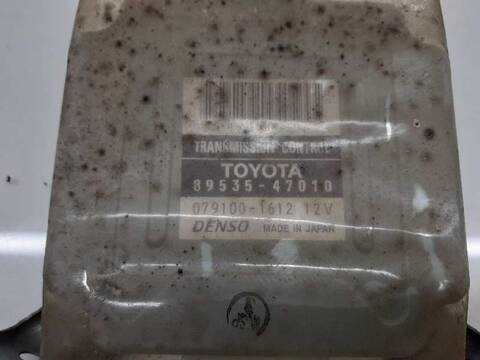 TRANSMISSION CONTROL
TOYOTA
89535-47010
079100-1612 12V
DENSO MADE IN JAPAN